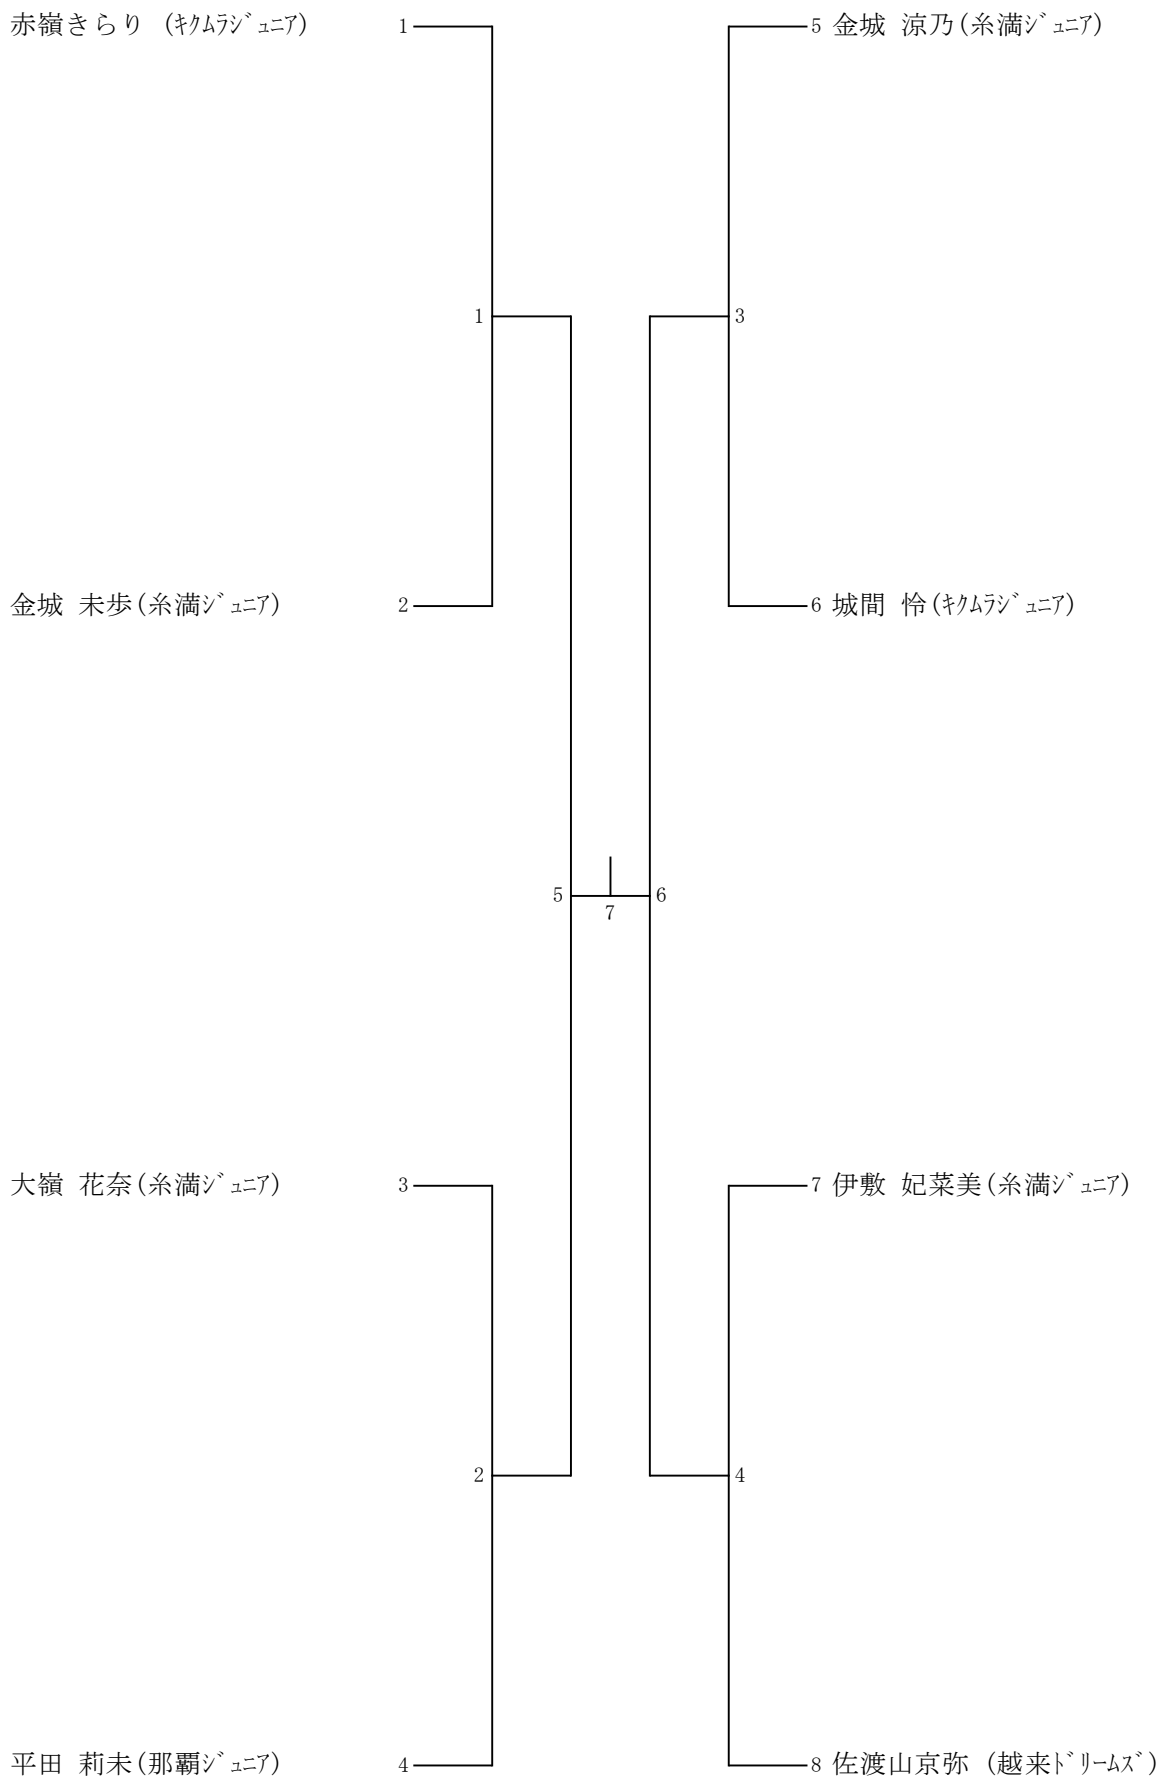 赤嶺きらり (ｷｸﾑﾗｼﾞｭﾆｱ) 1
5 金城 涼乃(糸満ｼﾞｭﾆｱ)
1
3
金城 未歩(糸満ｼﾞｭﾆｱ) 2
6 城間 怜(ｷｸﾑﾗｼﾞｭﾆｱ)
5
6
7
大嶺 花奈(糸満ｼﾞｭﾆｱ) 3
7 伊敷 妃菜美(糸満ｼﾞｭﾆｱ)
2
4
平田 莉未(那覇ｼﾞｭﾆｱ) 4
8 佐渡山京弥 (越来ﾄﾞﾘｰﾑｽﾞ)